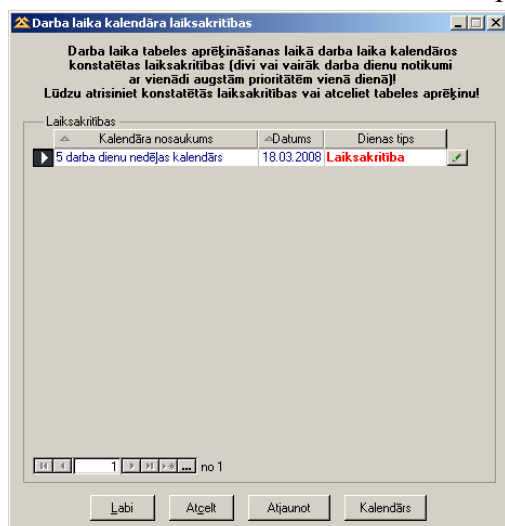 Darba laika kalendāra laiksakritības
Darba laika tabeles aprēķināšanas laikā darba laika kalendāros
konstatētas laiksakritības (divi vai vairāk darba dienu notikumi
ar vienādi augstām prioritātēm vienā dienā)!
Lūdzu atrisiniet konstatētās laiksakritības vai atceliet tabeles aprēķinu!
Laiksakritības
Kalendāra nosaukums Datums Dienas tips
5 darba dienu nedēļas kalendārs 18.03.2008 Laiksakritība
1 ... no 1
Labi Atcelt Atjaunot Kalendārs